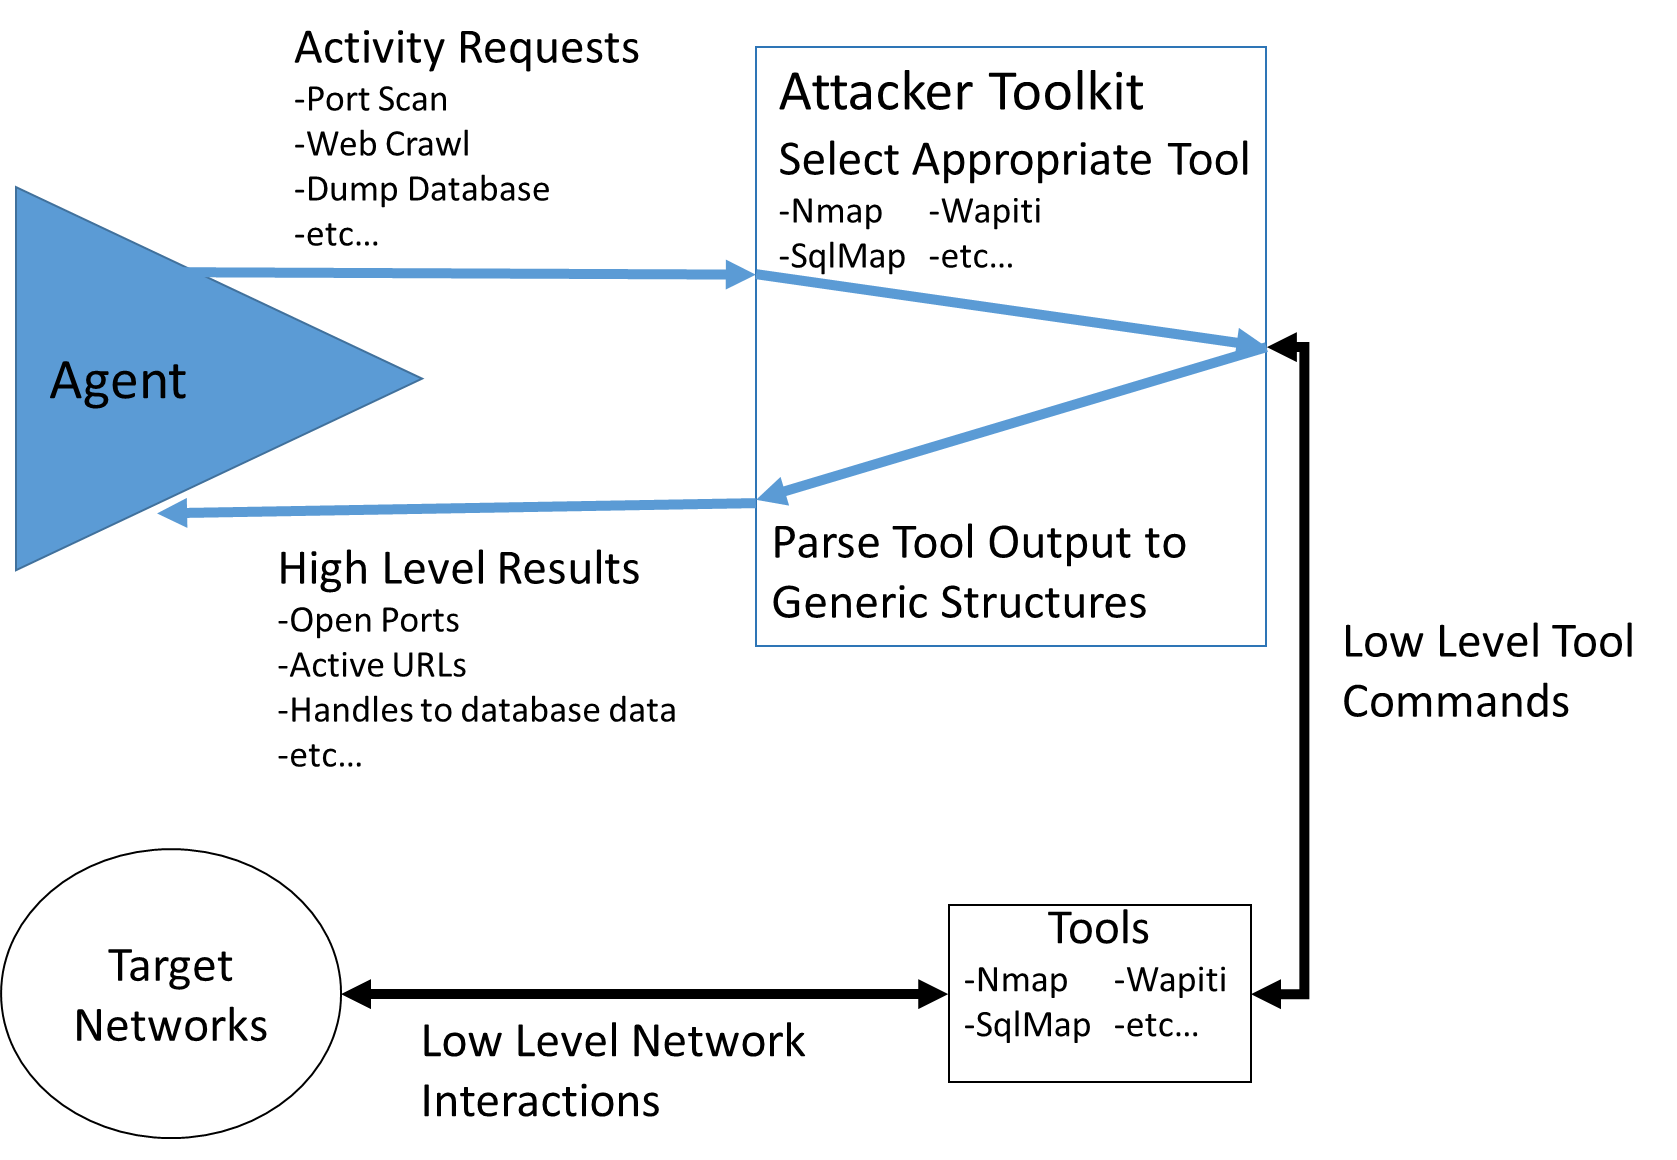 Activity Requests
-Port Scan
-Web Crawl
-Dump Database
-etc...
Attacker Toolkit
Select Appropriate Tool
-Nmap -Wapiti
-SqlMap -etc...
Agent
Parse Tool Output to
Generic Structures
High Level Results
-Open Ports
-Active URLs
-Handles to database data
-etc...
Low Level Tool
Commands
Target
Networks
Low Level Network
Interactions
Tools
-Nmap -Wapiti
-SqlMap -etc...